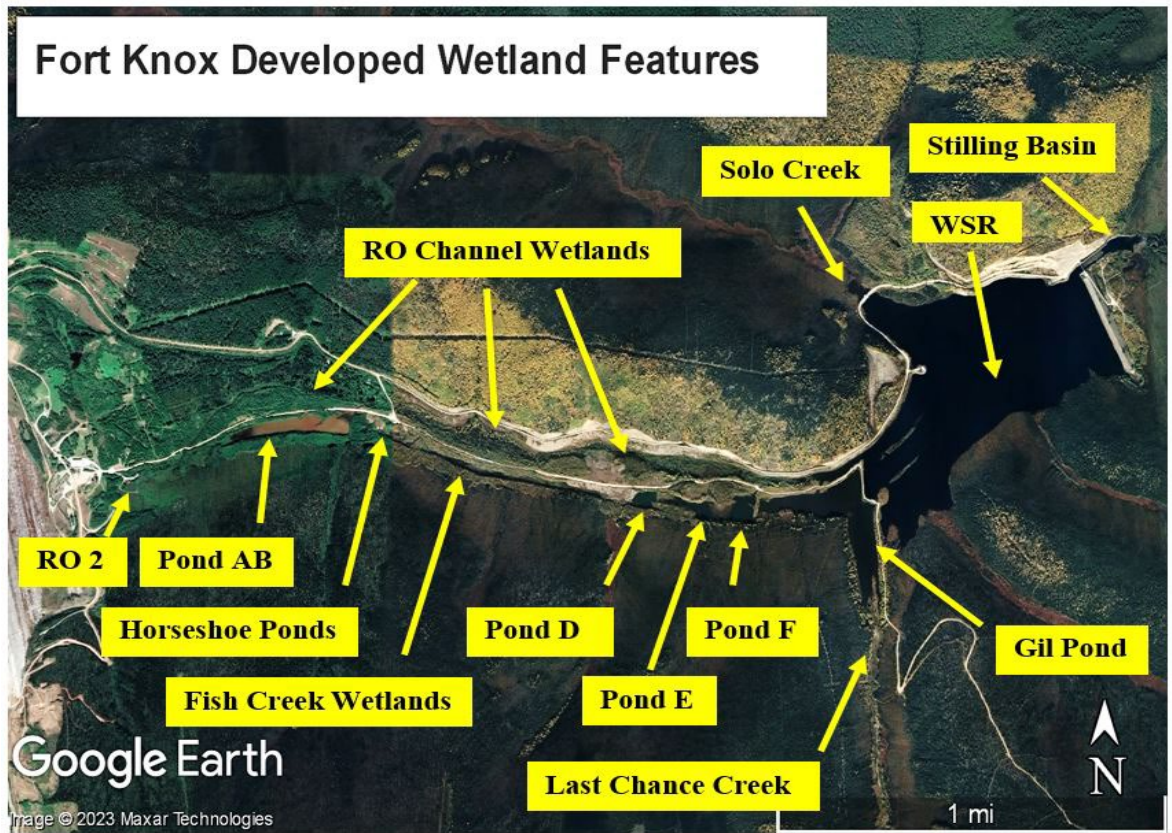 Fort Knox Developed Wetland Features
Stilling Basin
Solo Creek
WSR
RO Channel Wetlands
RO 2
Pond AB
Horseshoe Ponds
Pond D
Pond F
Gil Pond
Fish Creek Wetlands
Pond E
Last Chance Creek
Google Earth
N
Image © 2023 Maxar Technologies
1 mi